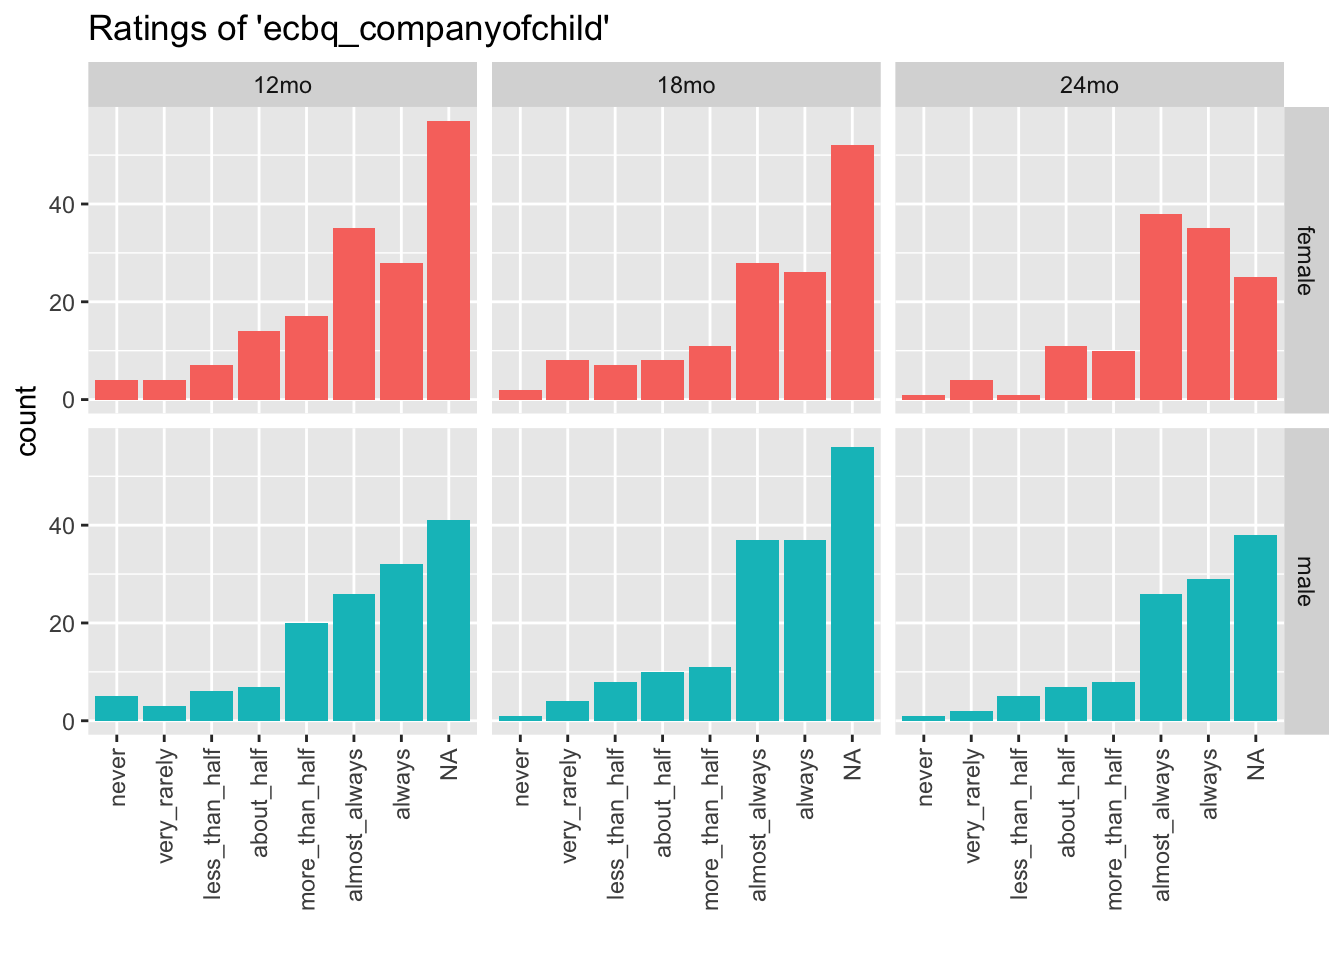 Ratings of 'ecbq_companyofchild'
12mo 18mo 24mo
count
40
20
0
female
40
20
0
male
never very_rarely less_than_half about_half more_than_half almost_always always NA
never very_rarely less_than_half about_half more_than_half almost_always always NA
never very_rarely less_than_half about_half more_than_half almost_always always NA